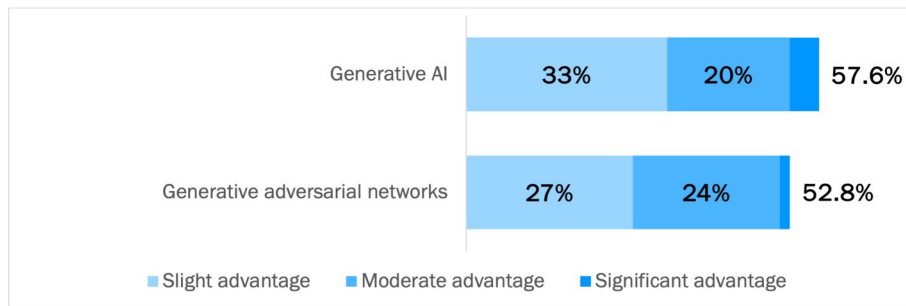 Generative AI
33%
20%
57.6%
Generative adversarial networks
27%
24%
52.8%
Slight advantage
Moderate advantage
Significant advantage